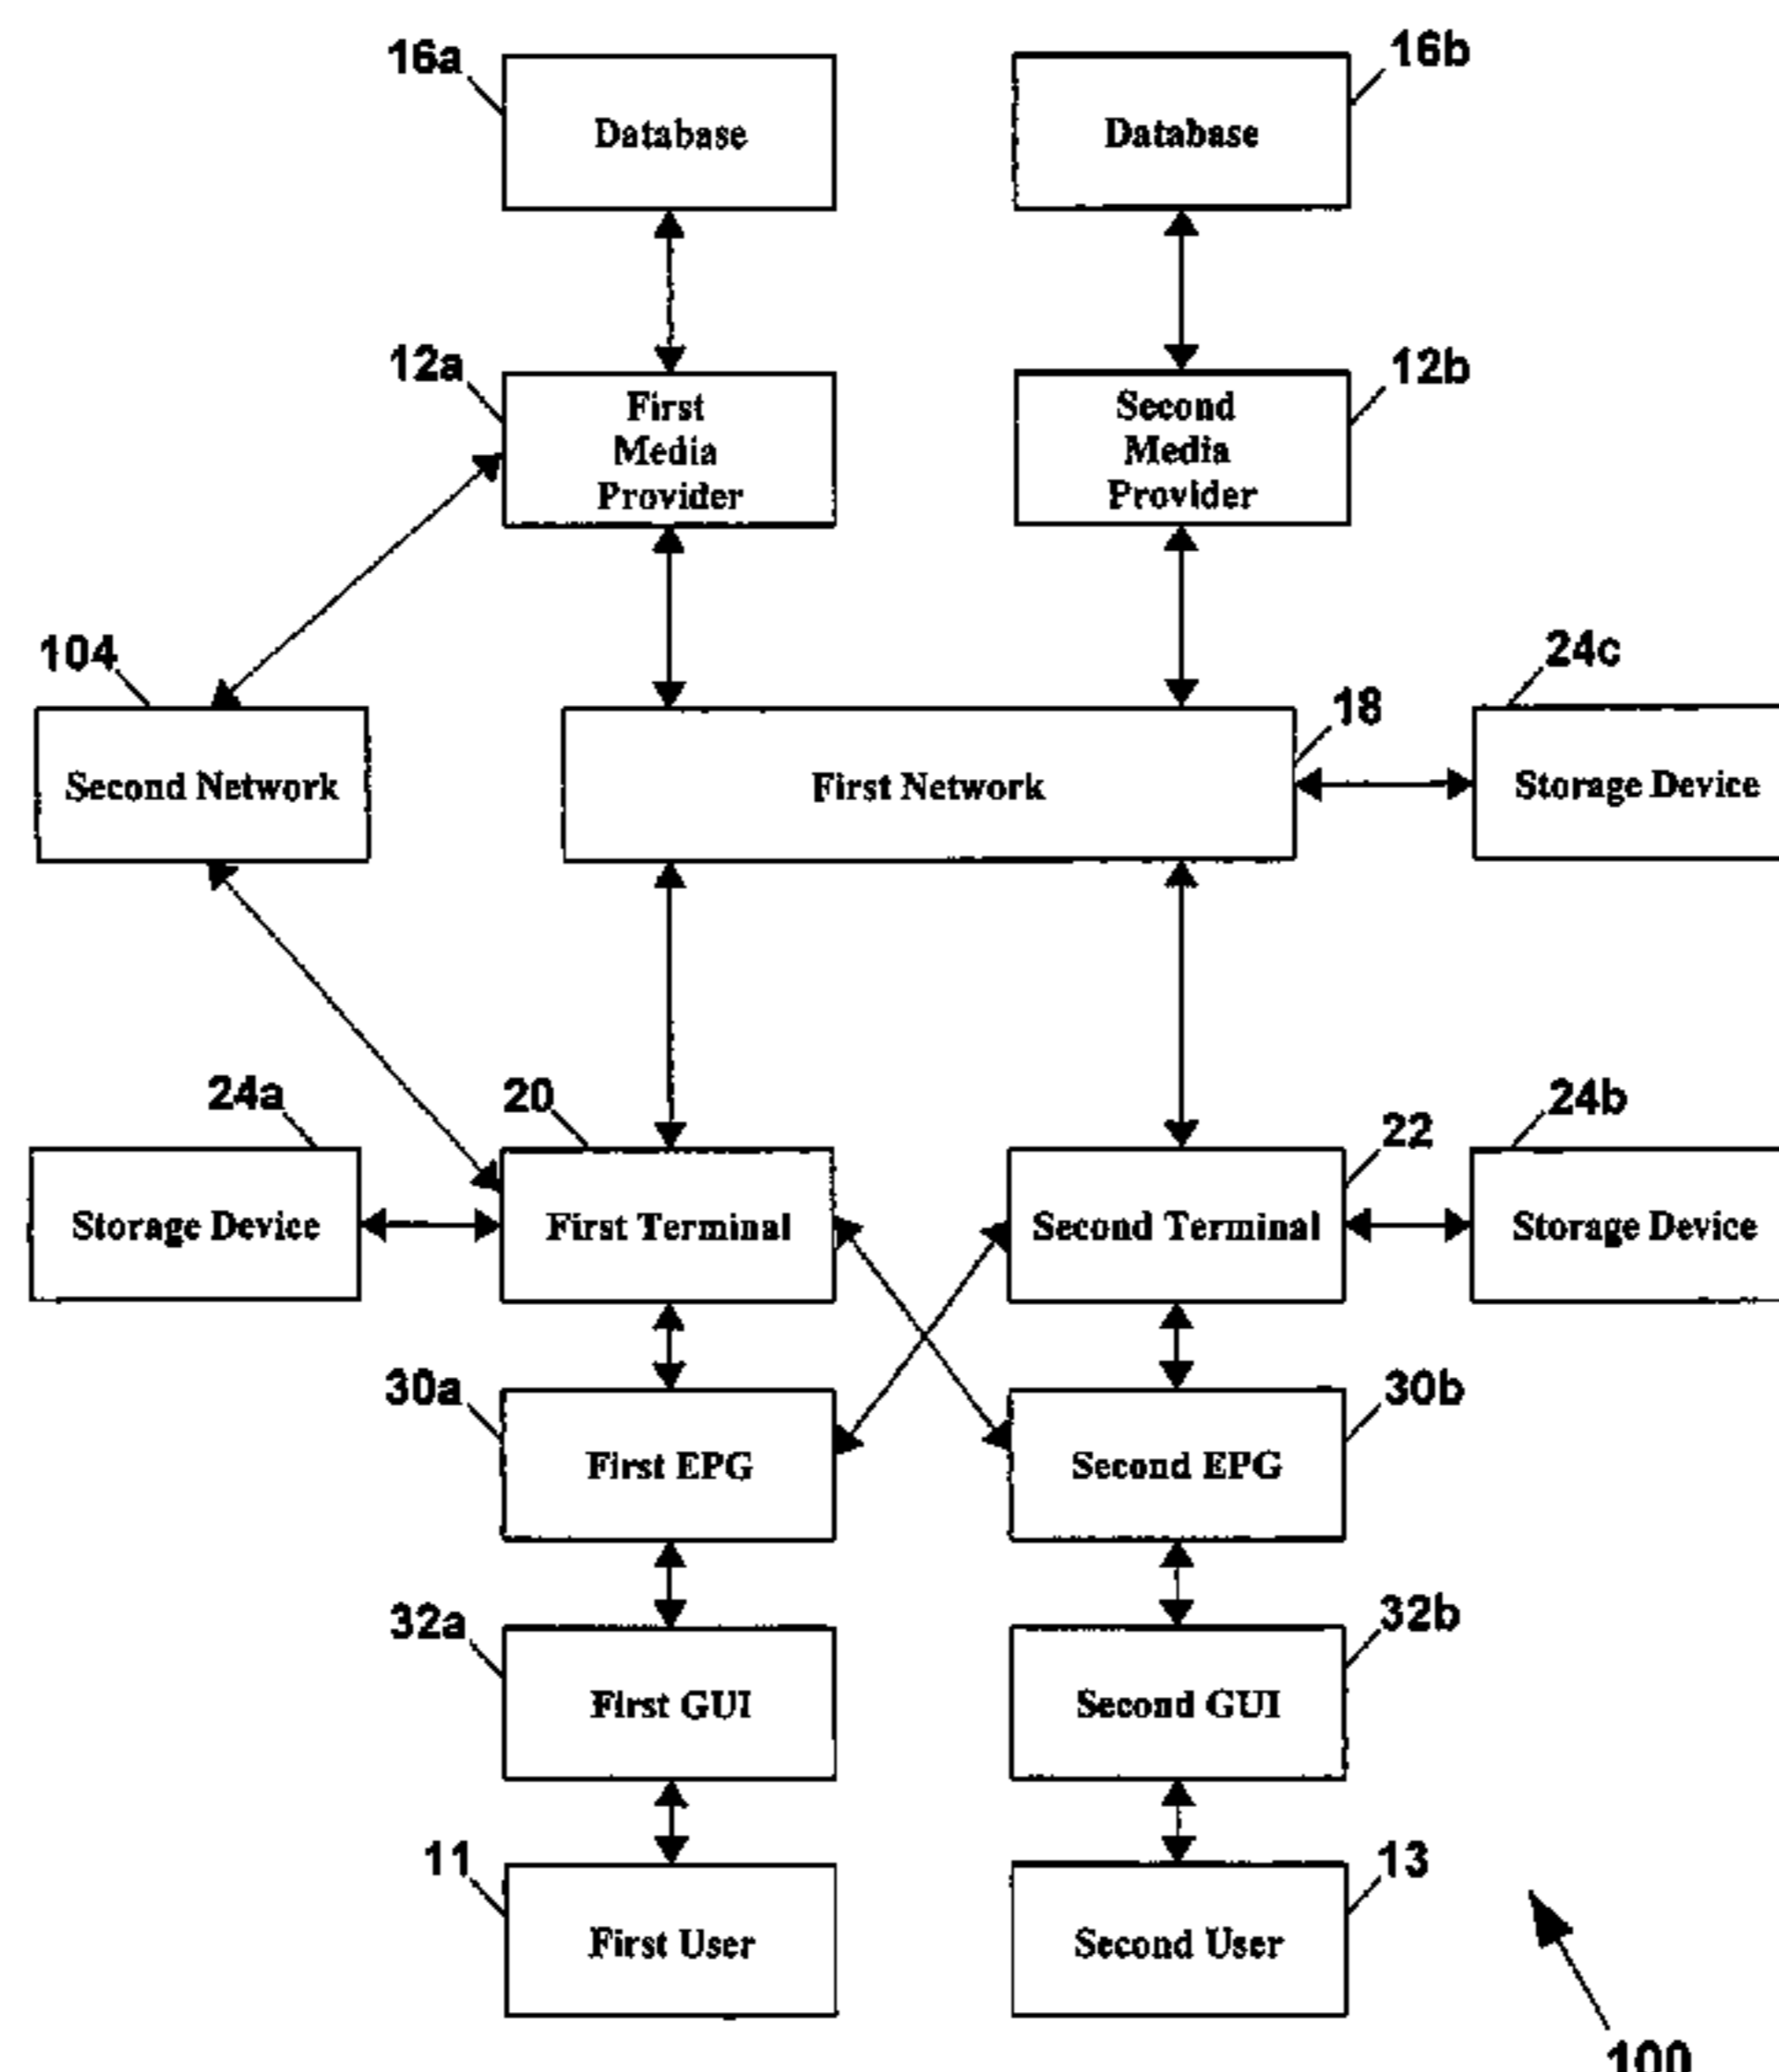 16a
Database
16b
Database
12a
First
Media
Provider
12b
Second
Media
Provider
104
Second Network
18
First Network
24c
Storage Device
24a
Storage Device
20
First Terminal
22
Second Terminal
24b
Storage Device
30a
First EPG
30b
Second EPG
32a
First GUI
32b
Second GUI
11
First User
13
Second User
100